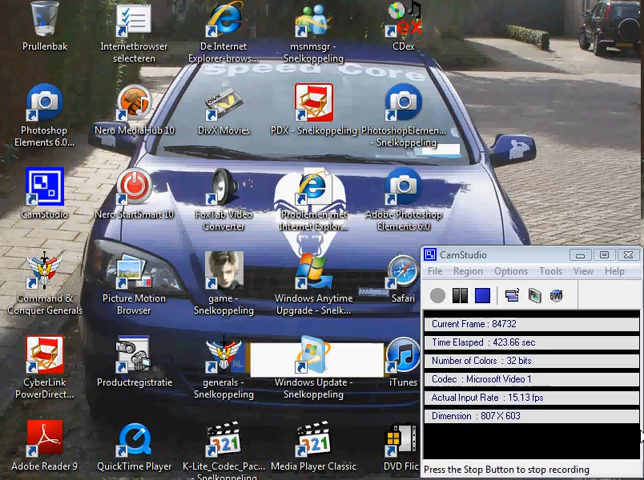 Prullenbak
Internetbrowser
selecteren
De Internet
Explorer-brows...
msnmsgr -
Snelkoppeling
CDex
Speed Core
Photoshop
Elements 6.0...
Nero MediaHub 10
DivX Movies
PDX - Snelkoppeling
PhotoshopElemen...
- Snelkoppeling
CamStudio
Nero StartSmart 10
FoxTab Video
Converter
Problemen met
Internet Explor...
Adobe Photoshop
Elements 6.0
Command &
Conquer Generals
Picture Motion
Browser
game -
Snelkoppeling
Windows Anytime
Upgrade - Snelk...
Safari
CyberLink
PowerDirect...
Productregistratie
generals -
Snelkoppeling
Windows Update -
Snelkoppeling
iTunes
Adobe Reader 9
QuickTime Player
K-Lite_Codec_Pac...
- Snelkoppeling
Media Player Classic
DVD Flic
CamStudio
File Region Options Tools View Help
Current Frame : 84732
Time Elasped : 423.66 sec
Number of Colors : 32 bits
Codec : Microsoft Video 1
Actual Input Rate : 15.13 fps
Dimension : 807 X 603
Press the Stop Button to stop recording